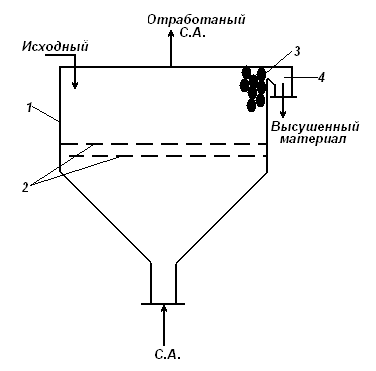 Отработаный
С.А.
Исходный
3
4
1
Высушенный
материал
2
С.А.